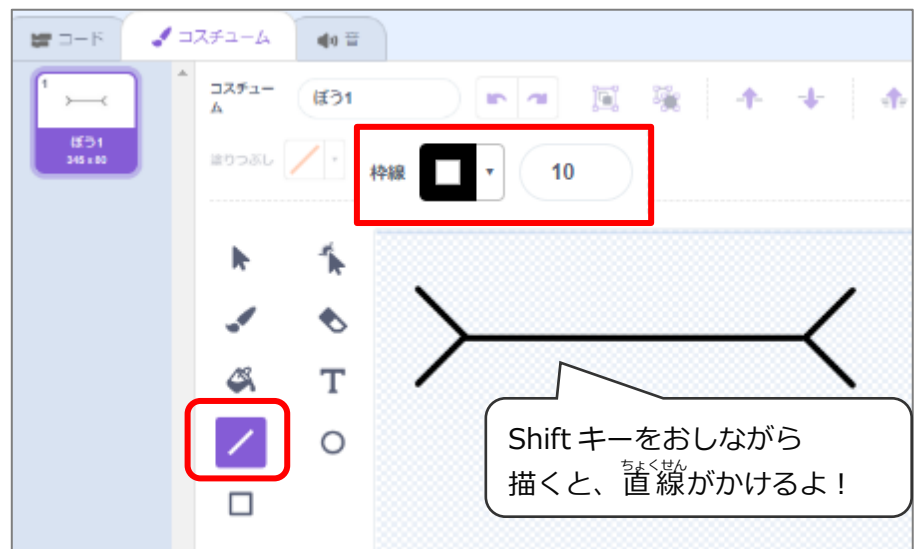 コード
コスチューム
音
1
ぼう1
345 x 80
コスチュー
ム
ぼう1
塗りつぶし
枠線
10
T
Shift キーをおしながら
ちょくせん
描くと、直線がかけるよ！